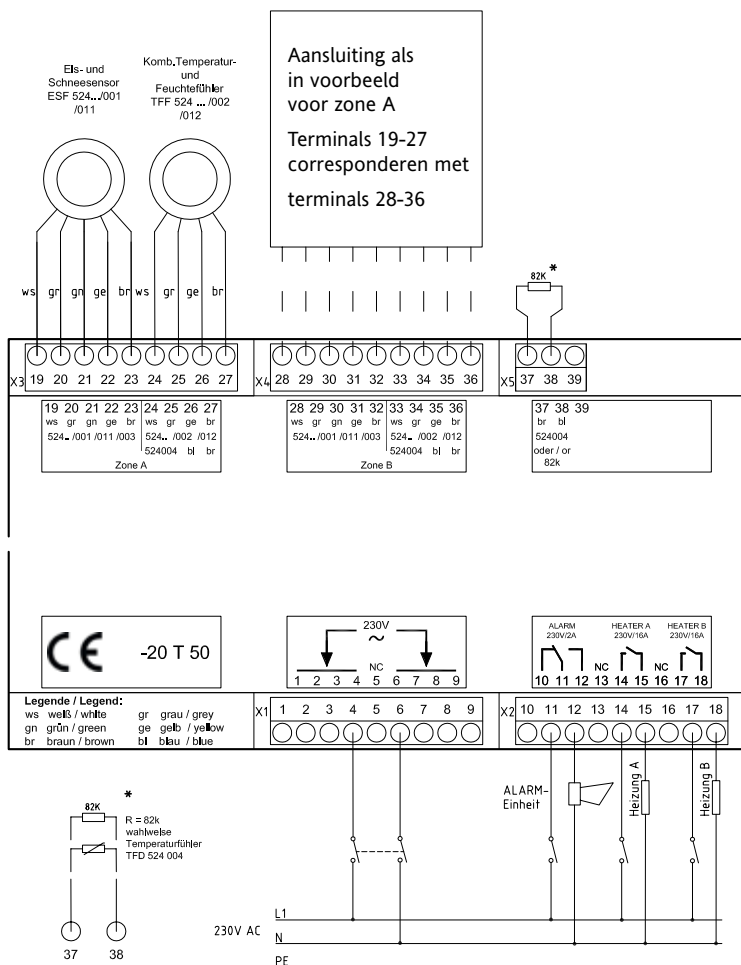 Eis- und
Schneesensor
ESF 524.../001
/011
Komb.Temperatur-
und
Feuchtefühler
TFF 524 ... /002
/012
Aansluiting als
in voorbeeld
voor zone A
Terminals 19-27
corresponderen met
terminals 28-36
ws gr gn ge br ws gr ge br
82K *
X3 19 20 21 22 23 24 25 26 27
X4 28 29 30 31 32 33 34 35 36
X5 37 38 39
19 20 21 22 23 24 25 26 27
ws gr gn ge br ws gr ge br
524.. /001 /011 /003 524.. /002 /012
524004 bl br
Zone A
28 29 30 31 32 33 34 35 36
ws gr gn ge br ws gr ge br
524.. /001 /011 /003 524.. /002 /012
524004 bl br
Zone B
37 38 39
br bl
524004
oder / or
82k
CE -20 T 50
230V
~
NC
1 2 3 4 5 6 7 8 9
ALARM
230V/2A
HEATER A
230V/16A
HEATER B
230V/16A
NC NC
10 11 12 13 14 15 16 17 18
Legende / Legend:
ws weiß / white gr grau / grey
gn grün / green ge gelb / yellow
br braun / brown bl blau / blue
X1 1 2 3 4 5 6 7 8 9
X2 10 11 12 13 14 15 16 17 18
*
82K
R = 82k
wahlweise
Temperaturfühler
TFD 524 004
37 38
ALARM-
Einheit
Heizung A
Heizung B
230V AC
L1
N
PE